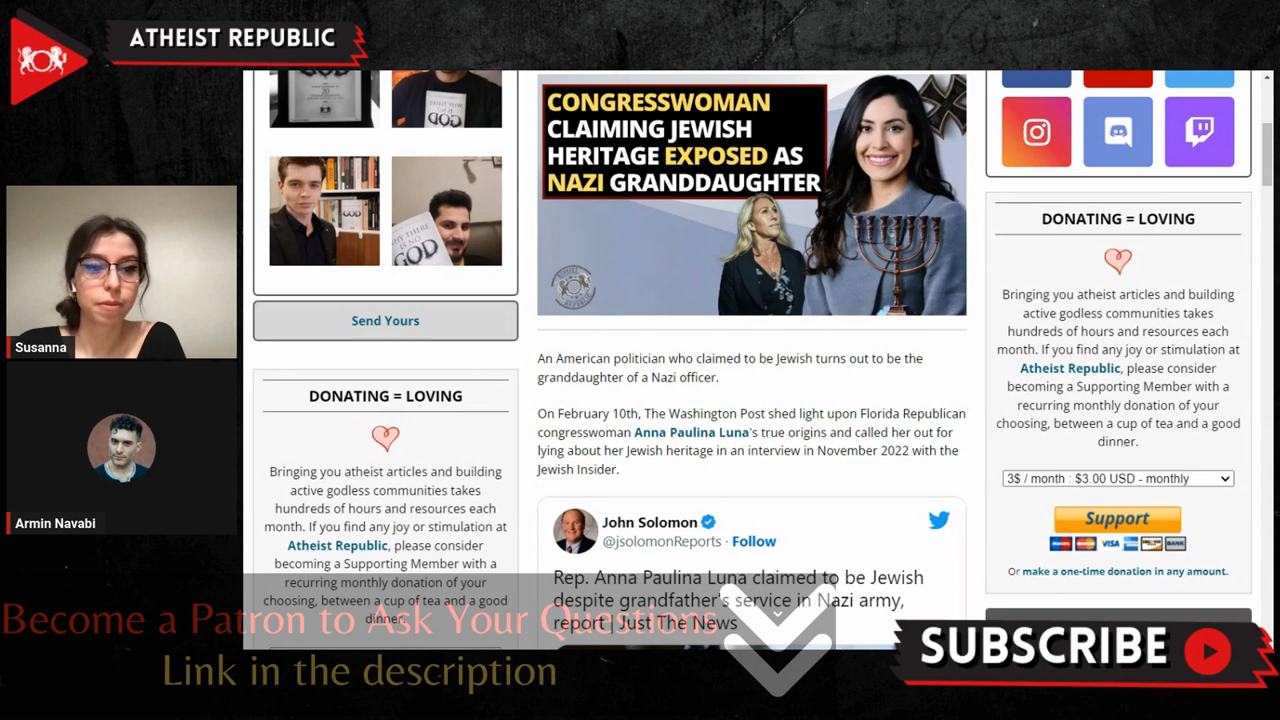 ATHEIST REPUBLIC
GOD
GOD
WHY THERE
IS NO
GOD
Send Yours
DONATING = LOVING
Bringing you atheist articles and building
active godless communities takes
hundreds of hours and resources each
month. If you find any joy or stimulation at
Atheist Republic, please consider
becoming a Supporting Member with a
recurring monthly donation of your
choosing, between a cup of tea and a good
dinner.
CONGRESSWOMAN
CLAIMING JEWISH
HERITAGE EXPOSED AS
NAZI GRANDDAUGHTER
An American politician who claimed to be Jewish turns out to be the
granddaughter of a Nazi officer.
On February 10th, The Washington Post shed light upon Florida Republican
congresswoman Anna Paulina Luna's true origins and called her out for
lying about her Jewish heritage in an interview in November 2022 with the
Jewish Insider.
John Solomon
@jsolomonReports · Follow
Rep. Anna Paulina Luna claimed to be Jewish
despite grandfather's service in Nazi army,
report | Just The News
DONATING = LOVING
Bringing you atheist articles and building
active godless communities takes
hundreds of hours and resources each
month. If you find any joy or stimulation at
Atheist Republic, please consider
becoming a Supporting Member with a
recurring monthly donation of your
choosing, between a cup of tea and a good
dinner.
3$ / month : $3.00 USD - monthly
Support
VISA
BANK
Or make a one-time donation in any amount.
Susanna
Armin Navabi
Become a Patron to Ask Your Questions
Link in the description
SUBSCRIBE